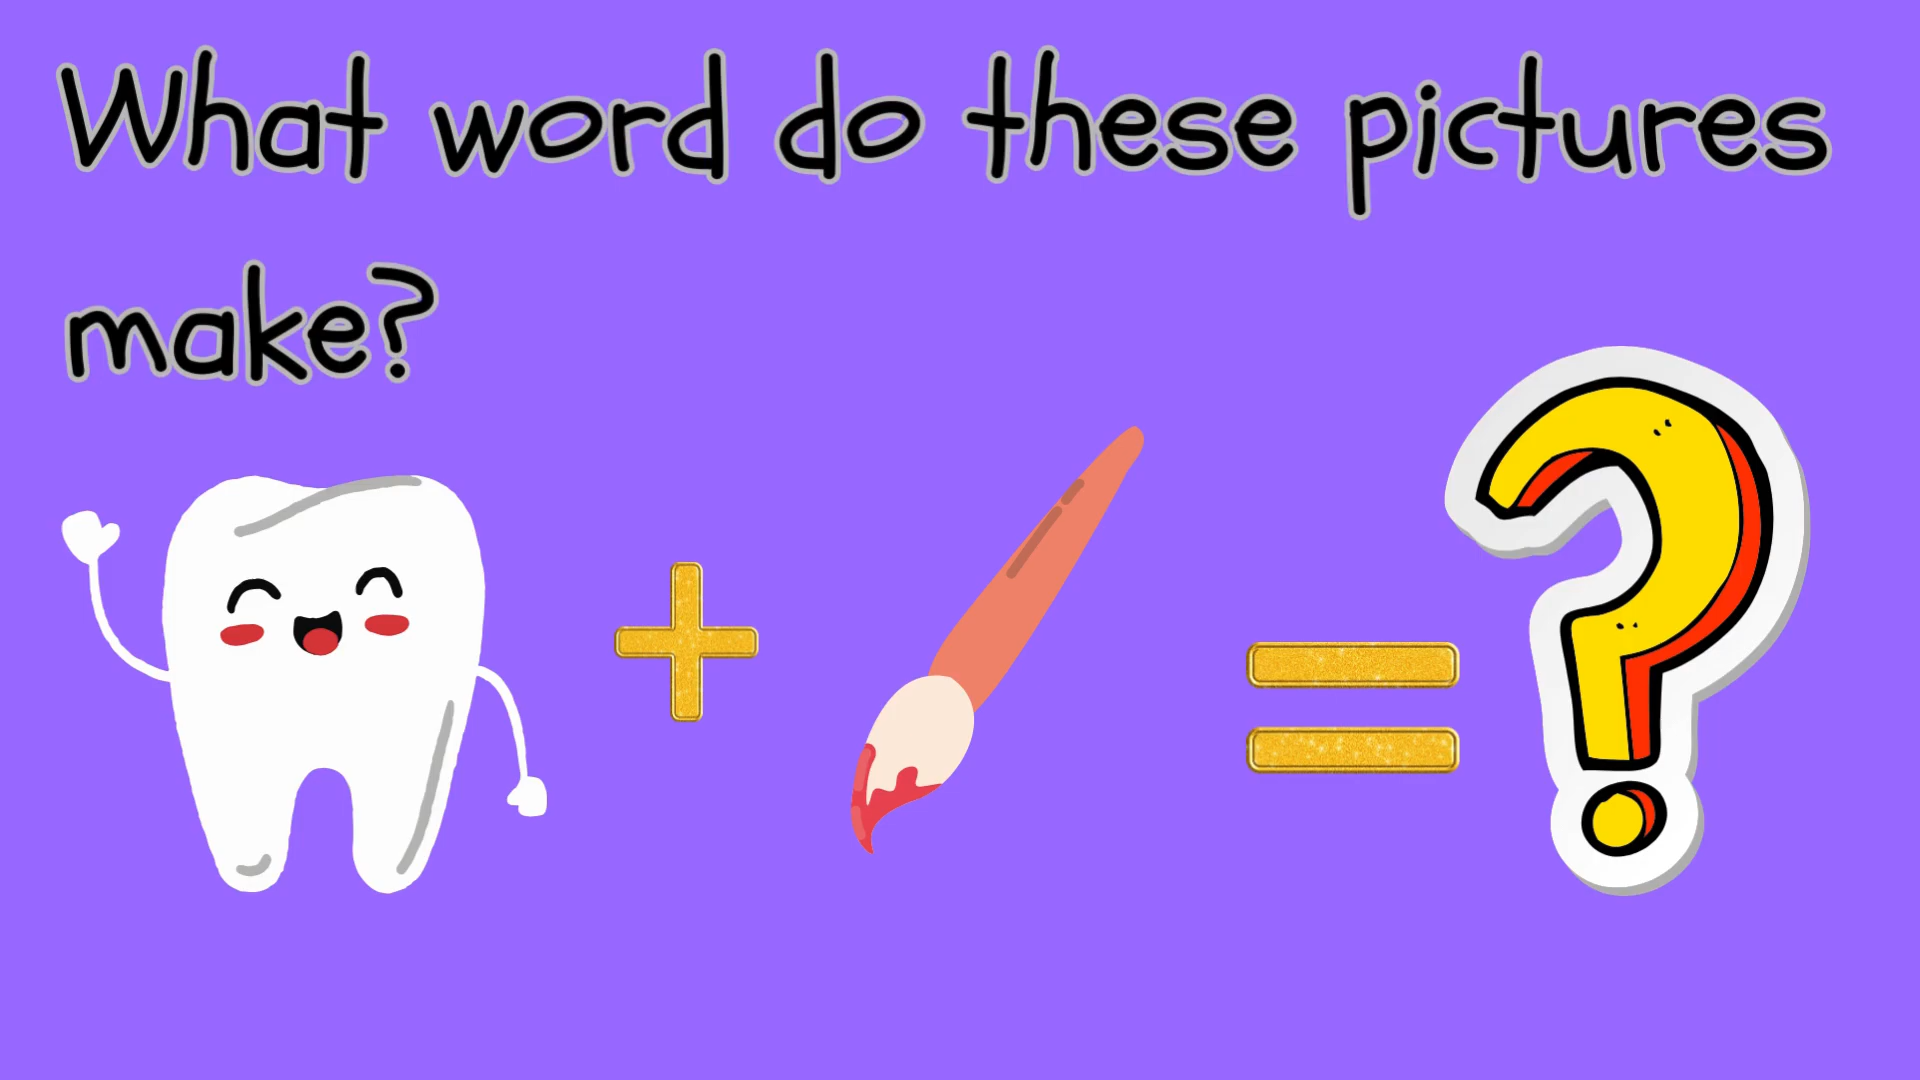 What word do these pictures
make?
+ = ?